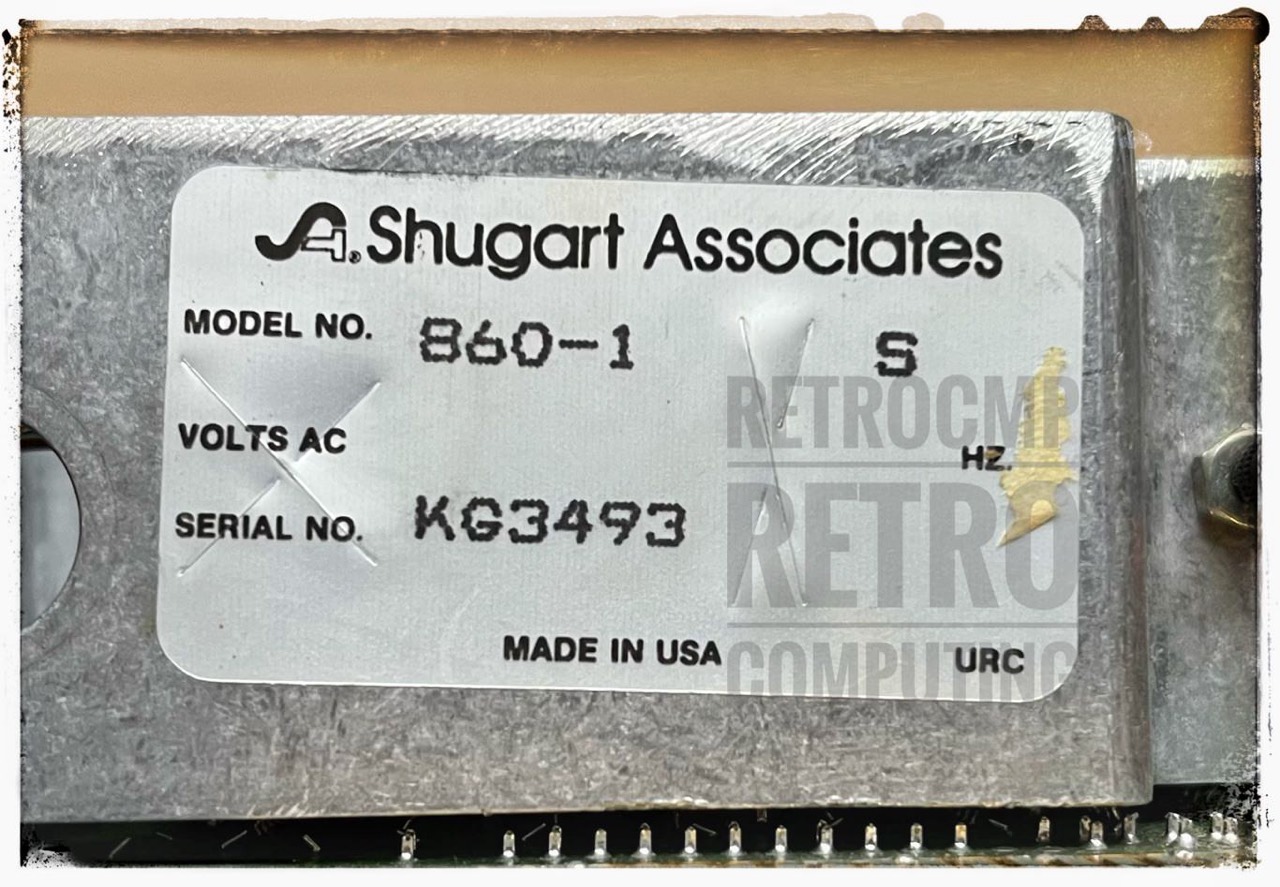 SA® Shugart Associates
MODEL NO. 860-1 S
VOLTS AC HZ.
SERIAL NO. KG3493
MADE IN USA URC
RETROCMP
RETRO
COMPUTING